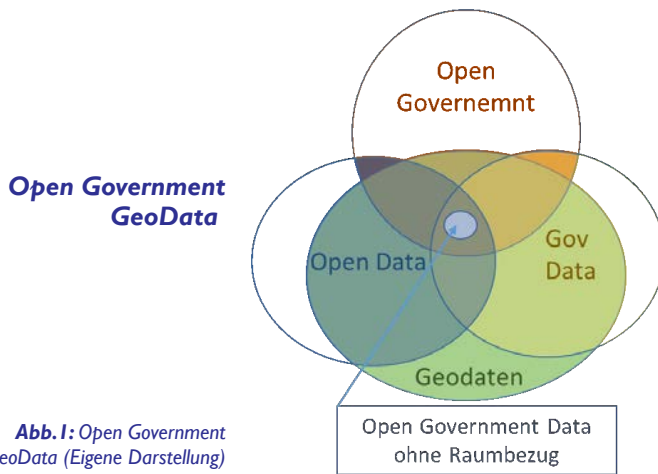 Open
Governemnt
Open Government
GeoData
Open Data
Gov
Data
Geodaten
Abb.1: Open Government
eoData (Eigene Darstellung)
Open Government Data
ohne Raumbezug